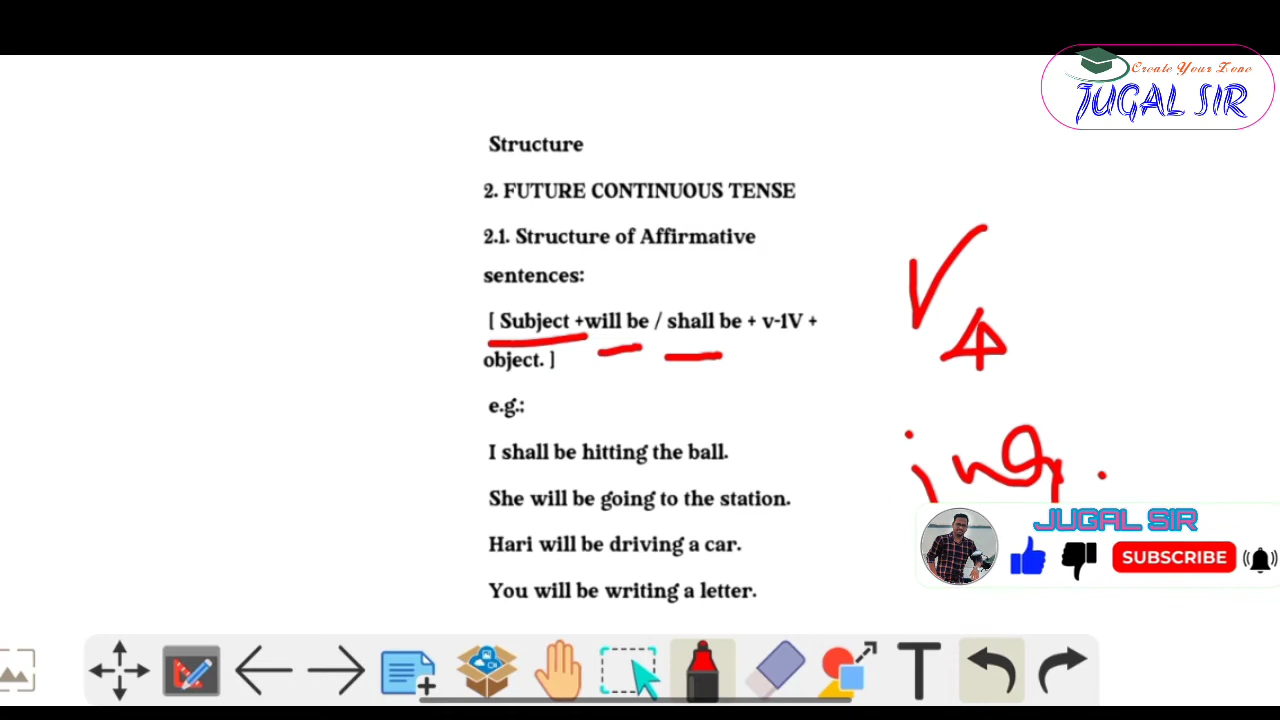 Create Your Zone
JUGAL SIR
Structure
2. FUTURE CONTINUOUS TENSE
2.1. Structure of Affirmative
sentences:
[ Subject +will be / shall be + v-1V +
object. ]
e.g.:
I shall be hitting the ball.
She will be going to the station.
Hari will be driving a car.
You will be writing a letter.
V4
ing.
JUGAL SIR
SUBSCRIBE
T